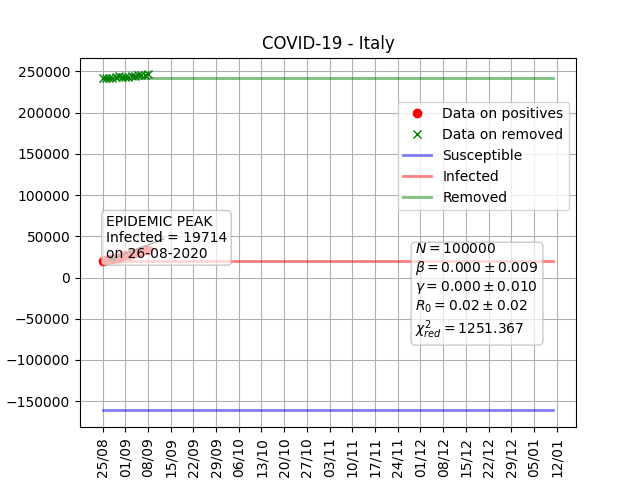 COVID-19 - Italy
250000
200000
150000
100000
50000
0
−50000
−100000
−150000
Data on positives
Data on removed
Susceptible
Infected
Removed
EPIDEMIC PEAK
Infected = 19714
on 26-08-2020
N = 100000
β = 0.000 ± 0.009
γ = 0.000 ± 0.010
R₀ = 0.02 ± 0.02
χ²red = 1251.367
25/08
01/09
08/09
15/09
22/09
29/09
06/10
13/10
20/10
27/10
03/11
10/11
17/11
24/11
01/12
08/12
15/12
22/12
29/12
05/01
12/01